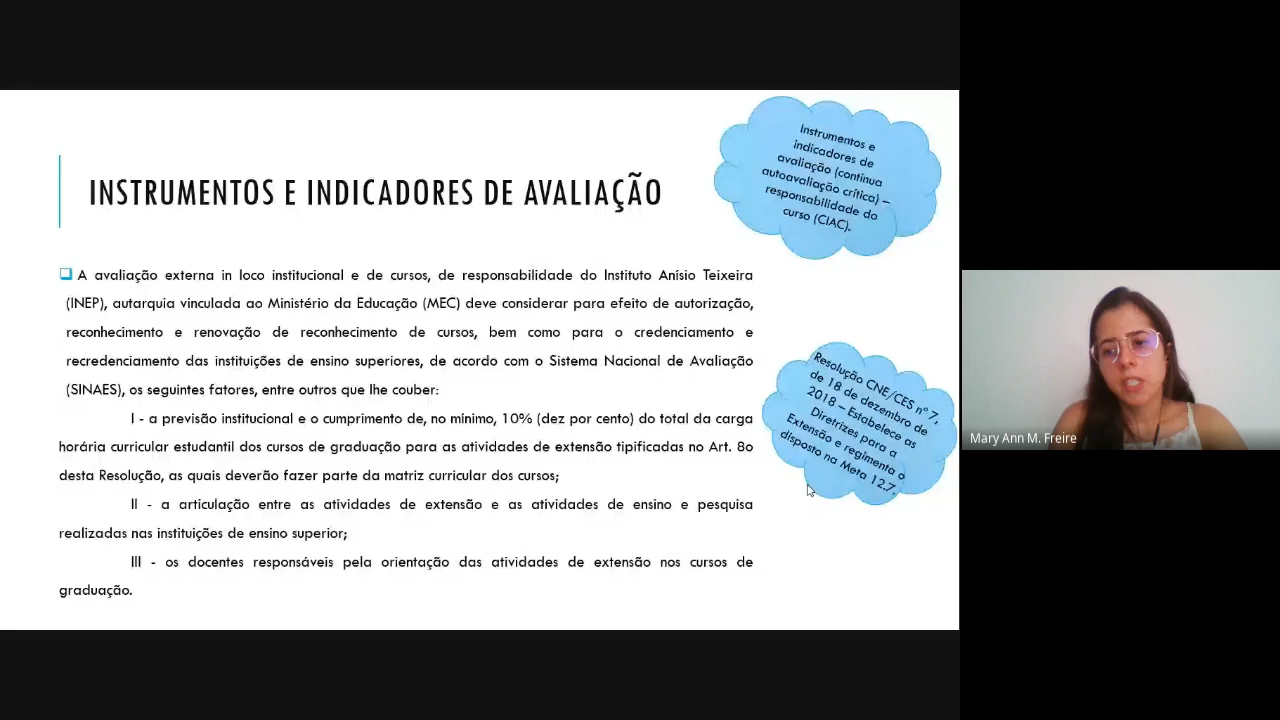 INSTRUMENTOS E INDICADORES DE AVALIAÇÃO
Instrumentos e
indicadores de
avaliação (contínua
autoavaliação crítica) –
responsabilidade do
curso (CIAC).
A avaliação externa in loco institucional e de cursos, de responsabilidade do Instituto Anísio Teixeira
(INEP), autarquia vinculada ao Ministério da Educação (MEC) deve considerar para efeito de autorização,
reconhecimento e renovação de reconhecimento de cursos, bem como para o credenciamento e
recredenciamento das instituições de ensino superiores, de acordo com o Sistema Nacional de Avaliação
(SINAES), os seguintes fatores, entre outros que lhe couber:
I - a previsão institucional e o cumprimento de, no mínimo, 10% (dez por cento) do total da carga
horária curricular estudantil dos cursos de graduação para as atividades de extensão tipificadas no Art. 8o
desta Resolução, as quais deverão fazer parte da matriz curricular dos cursos;
II - a articulação entre as atividades de extensão e as atividades de ensino e pesquisa
realizadas nas instituições de ensino superior;
III - os docentes responsáveis pela orientação das atividades de extensão nos cursos de
graduação.
Resolução CNE/CES nº 7,
de 18 de dezembro de
2018 – Estabelece as
Diretrizes para a
Extensão e regimenta o
disposto na Meta 12.7.
Mary Ann M. Freire